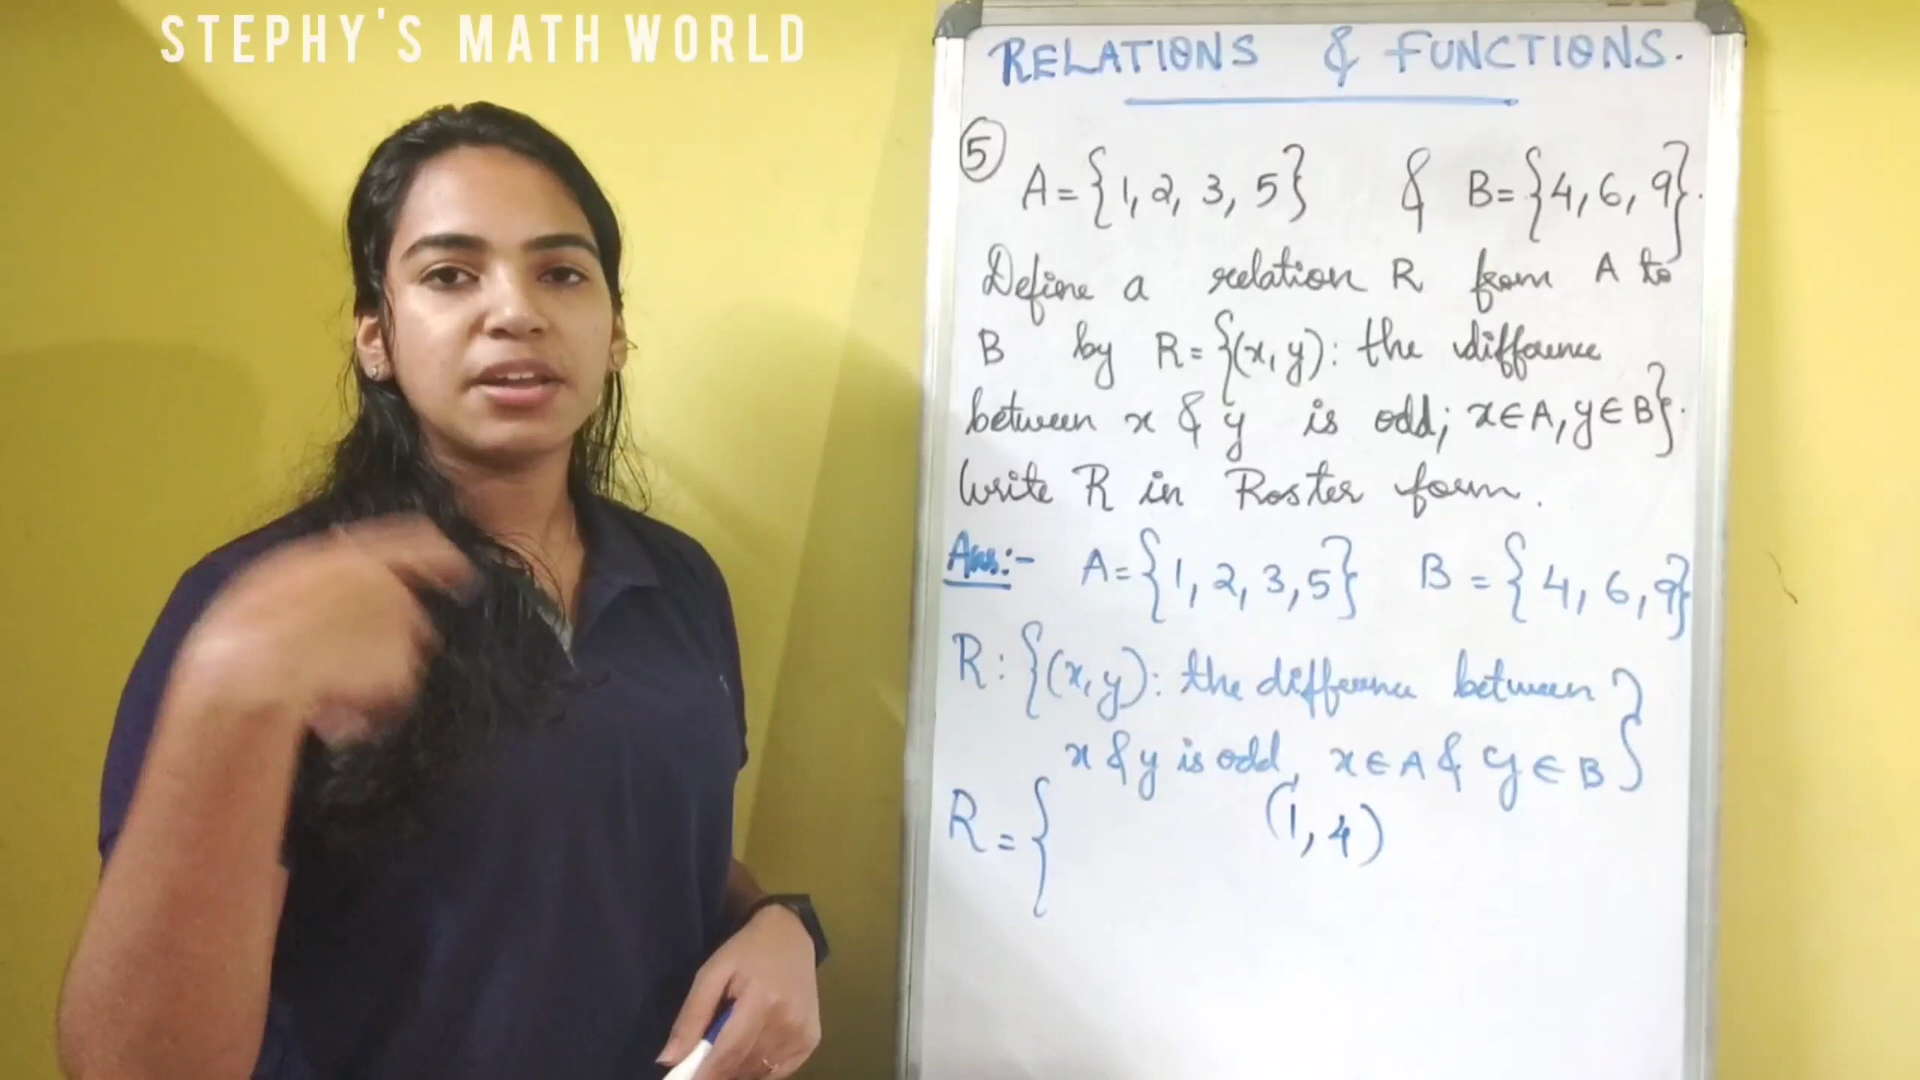 STEPHY'S MATH WORLD
RELATIONS & FUNCTIONS.
5
A={1, 2, 3, 5} & B={4, 6, 9}.
Define a relation R from A to
B by R={(x, y): the difference
between x & y is odd; x∈A, y∈B}.
Write R in Roster form.
Ans:- A={1, 2, 3, 5} B={4, 6, 9}
R: {(x, y): the difference between
x & y is odd, x∈A & y∈B}
R={ (1, 4)